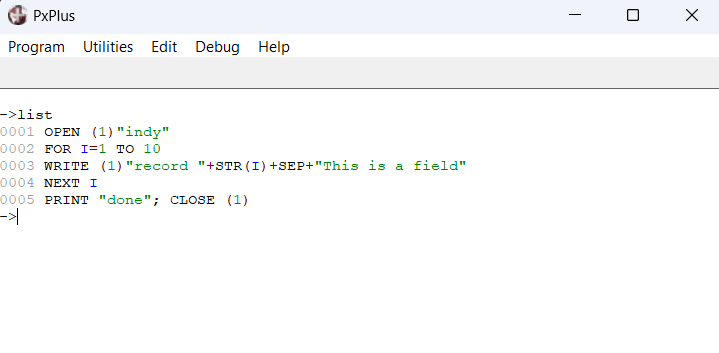 PxPlus
Program Utilities Edit Debug Help
->list
0001 OPEN (1)"indy"
0002 FOR I=1 TO 10
0003 WRITE (1)"record "+STR(I)+SEP+"This is a field"
0004 NEXT I
0005 PRINT "done"; CLOSE (1)
->